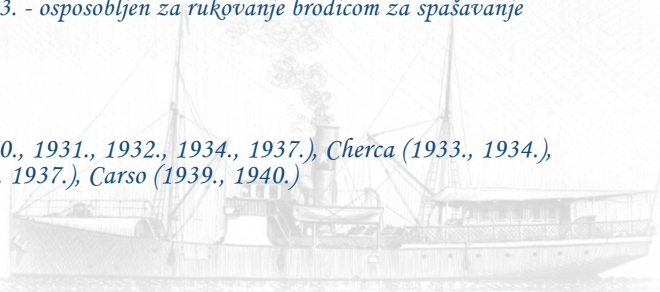 3. - osposobljen za rukovanje brodicom za spašavanje
0., 1931., 1932., 1934., 1937.), Cherca (1933., 1934.),
. 1937.), Carso (1939., 1940.)